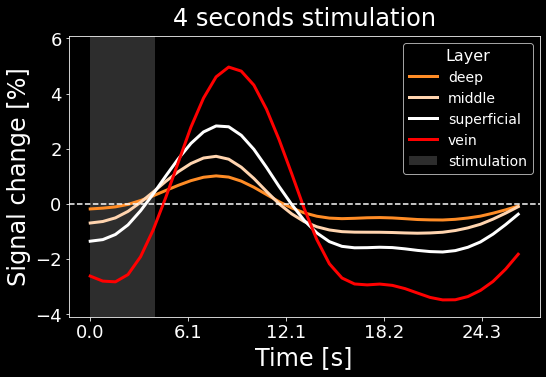 4 seconds stimulation
Signal change [%]
6
4
2
0
−2
−4
Layer
deep
middle
superficial
vein
stimulation
0.0 6.1 12.1 18.2 24.3
Time [s]